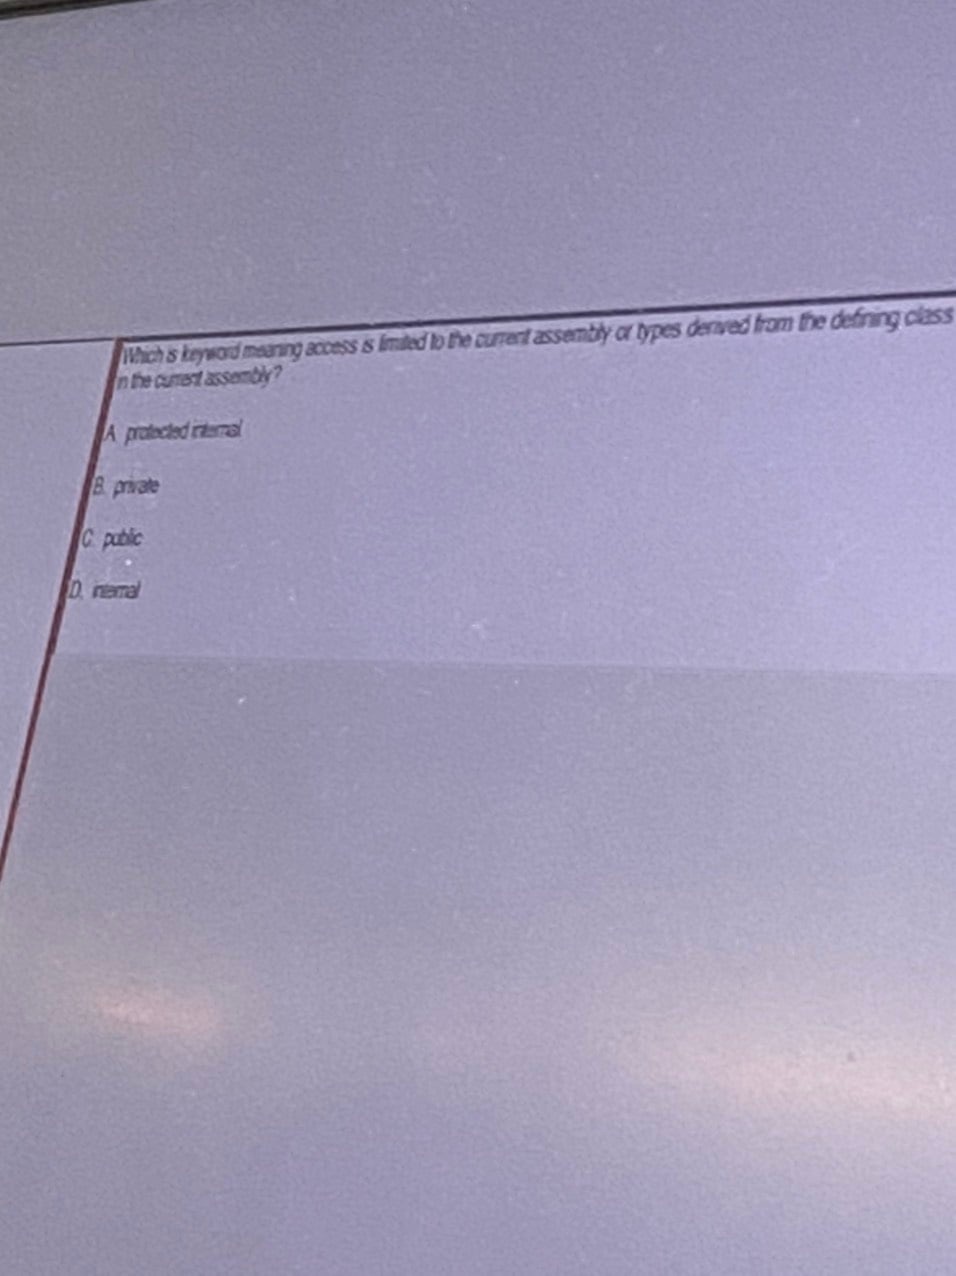 Which is keyword meaning access is limited to the current assembly or types derived from the defining class
in the current assembly?
A. protected internal
B. private
C. public
D. internal